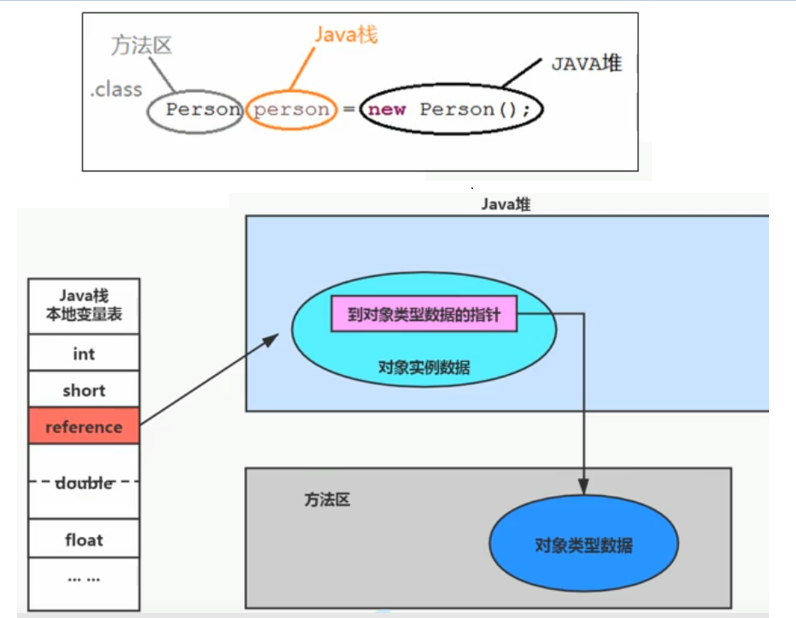 方法区
Java栈
JAVA堆
.class
Person person = new Person();
Java堆
Java栈
本地变量表
int
short
reference
double
float
... ...
到对象类型数据的指针
对象实例数据
方法区
对象类型数据